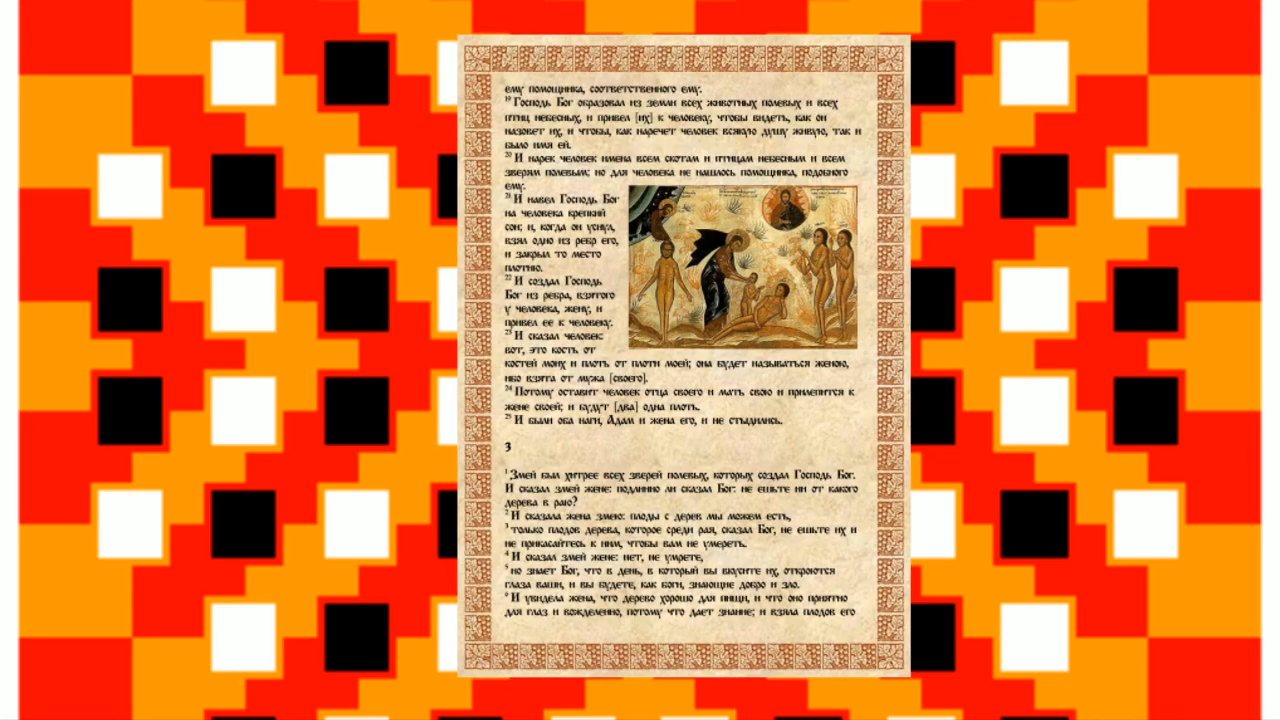 ему помощника, соответственного ему.
19 Господь Бог образовал из земли всех животных полевых и всех
птиц небесных, и привел [их] к человеку, чтобы видеть, как он
назовет их, и чтобы, как наречет человек всякую душу живую, так и
было имя ей.
20 И нарек человек имена всем скотам и птицам небесным и всем
зверям полевым; но для человека не нашлось помощника, подобного
ему.
21 И навел Господь Бог
на человека крепкий
сон; и, когда он уснул,
взял одно из ребр его,
и закрыл то место
плотию.
22 И создал Господь
Бог из ребра, взятого
у человека, жену, и
привел ее к человеку.
23 И сказал человек:
вот, это кость от
костей моих и плоть от плоти моей; она будет называться женою,
ибо взята от мужа [своего].
24 Потому оставит человек отца своего и мать свою и прилепится к
жене своей; и будут [два] одна плоть.
25 И были оба наги, Адам и жена его, и не стыдились.
3
1 Змей был хитрее всех зверей полевых, которых создал Господь Бог.
И сказал змей жене: подлинно ли сказал Бог: не ешьте ни от какого
дерева в раю?
2 И сказала жена змею: плоды с дерев мы можем есть,
3 только плодов дерева, которое среди рая, сказал Бог, не ешьте их и
не прикасайтесь к ним, чтобы вам не умереть.
4 И сказал змей жене: нет, не умрете,
5 но знает Бог, что в день, в который вы вкусите их, откроются
глаза ваши, и вы будете, как боги, знающие добро и зло.
6 И увидела жена, что дерево хорошо для пищи, и что оно приятно
для глаз и вожделенно, потому что дает знание; и взяла плодов его